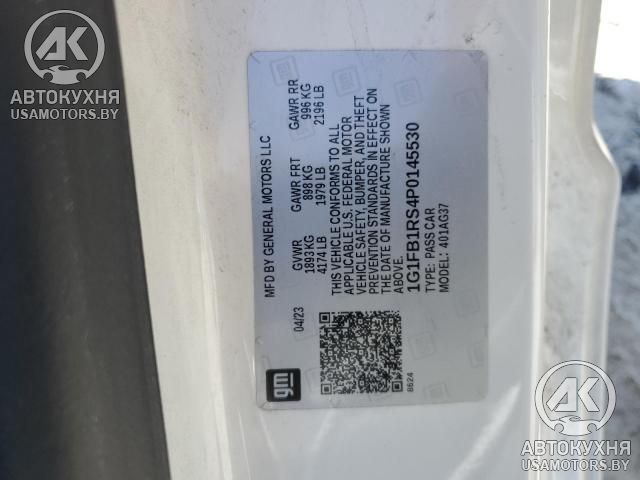 AK
АВТОКУХНЯ
USAMOTORS.BY
MFD BY GENERAL MOTORS LLC
04/23
GVWR
1893 KG
4174 LB
GAWR FRT
898 KG
1979 LB
GAWR RR
996 KG
2196 LB
THIS VEHICLE CONFORMS TO ALL
APPLICABLE U.S. FEDERAL MOTOR
VEHICLE SAFETY, BUMPER, AND THEFT
PREVENTION STANDARDS IN EFFECT ON
THE DATE OF MANUFACTURE SHOWN
ABOVE.
1G1FB1RS4P0145530
TYPE: PASS CAR
MODEL: 401AG37
gm
8624
AK
АВТОКУХНЯ
USAMOTORS.BY